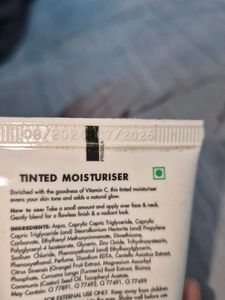 08/2024 07/2026
TINTED MOISTURISER
Enriched with the goodness of Vitamin C, this tinted moisturiser
evens your skin tone and adds a natural glow.
How to use: Take a small amount and apply over face & neck.
Gently blend for a flawless finish & a radiant look.
INGREDIENTS: Aqua, Caprylic Capric Triglyceride, Caprylic
Capric Triglyceride (and) Stearalkonium Hectorite (and) Propylene
Carbonate, Ethylhexyl Methoxycinnamate, Dimethicone,
Polyglyceryl 4 Isostearate, Glycerin, Zinc Oxide, Trihydroxystearin,
Sodium Chloride, Phenoxyethanol (and) Ethylhexylglycerin,
Phenoxyethanol, Perfume, Disodium EDTA,
Citrus Sinensis (Orange) Fruit Extract, Magnesium Ascorbyl
Phosphate, Curcuma Longa (Turmeric) Root Extract, Ricinus
Communis (Castor) Seed Oil, Tocopheryl Acetate.
May Contain: CI 77891, CI 77492, CI 77491, CI 77499
FOR EXTERNAL USE ONLY. Keep away from